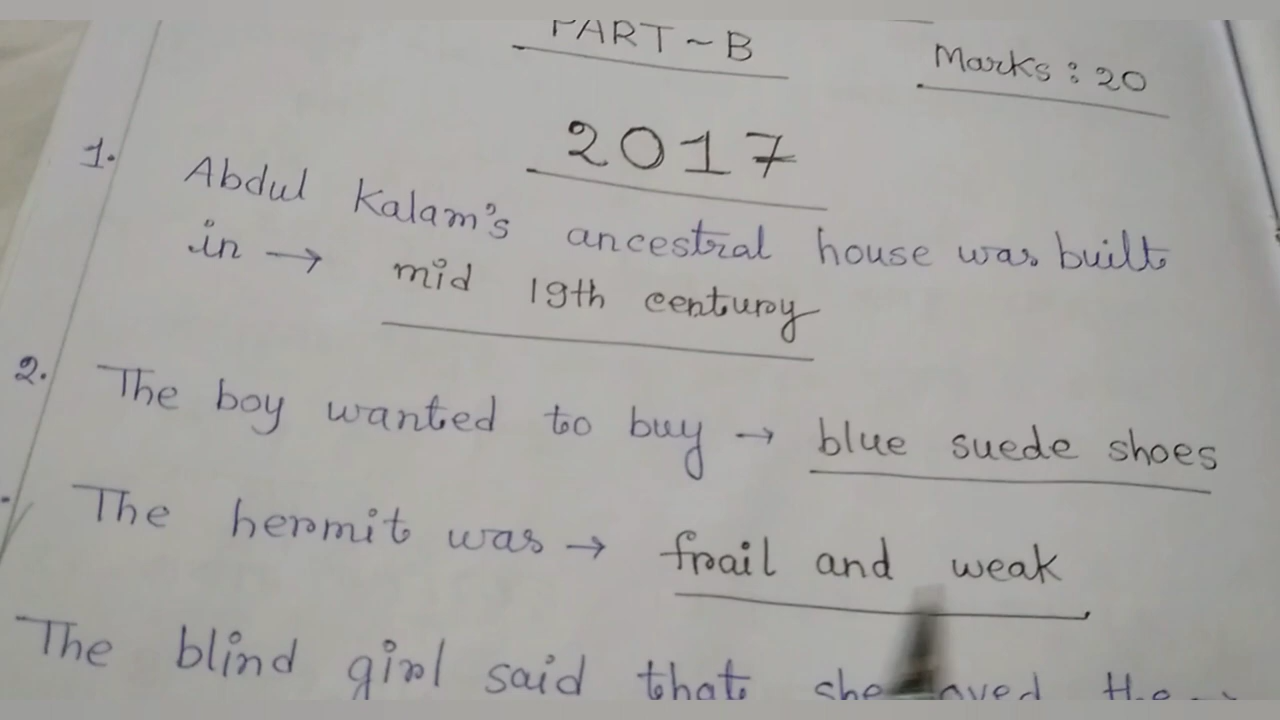 PART-B
Marks: 20
2017
1. Abdul Kalam's ancestral house was built
in → mid 19th century
2. The boy wanted to buy → blue suede shoes
The hermit was → frail and weak
The blind girl said that she